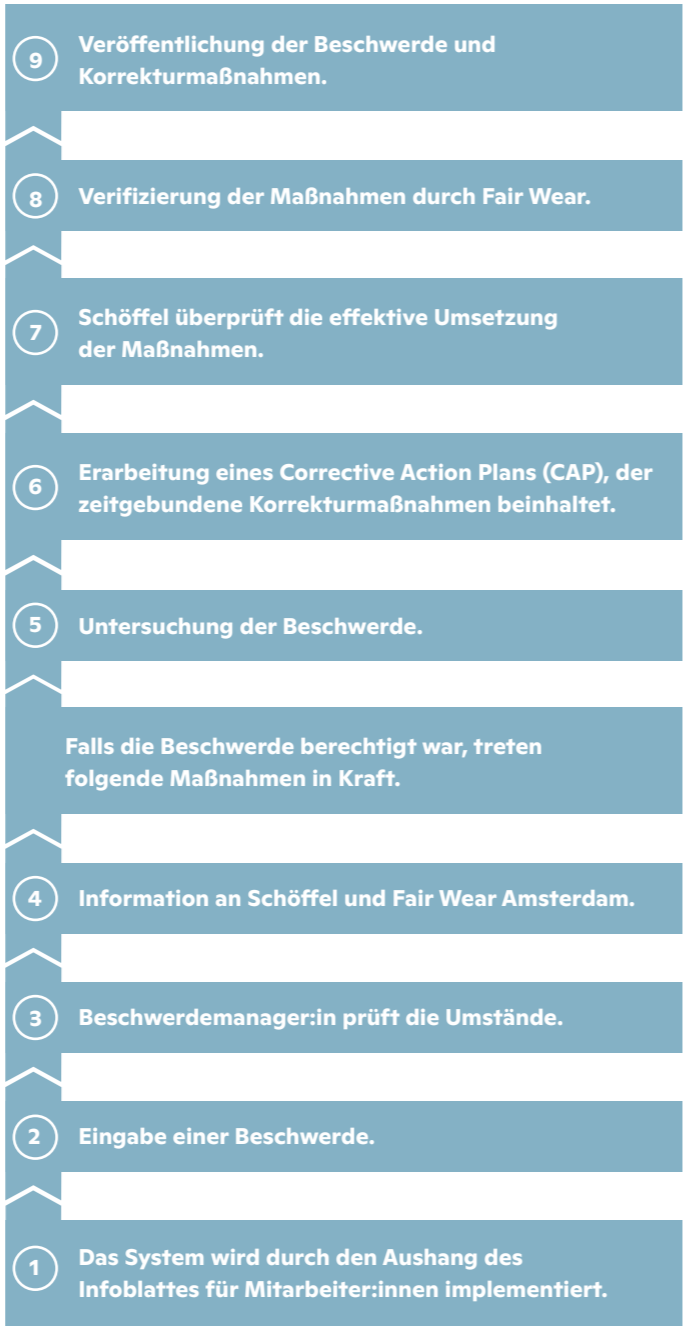 9
Veröffentlichung der Beschwerde und
Korrekturmaßnahmen.
8
Verifizierung der Maßnahmen durch Fair Wear.
7
Schöffel überprüft die effektive Umsetzung
der Maßnahmen.
6
Erarbeitung eines Corrective Action Plans (CAP), der
zeitgebundene Korrekturmaßnahmen beinhaltet.
5
Untersuchung der Beschwerde.
Falls die Beschwerde berechtigt war, treten
folgende Maßnahmen in Kraft.
4
Information an Schöffel und Fair Wear Amsterdam.
3
Beschwerdemanager:in prüft die Umstände.
2
Eingabe einer Beschwerde.
1
Das System wird durch den Aushang des
Infoblattes für Mitarbeiter:innen implementiert.